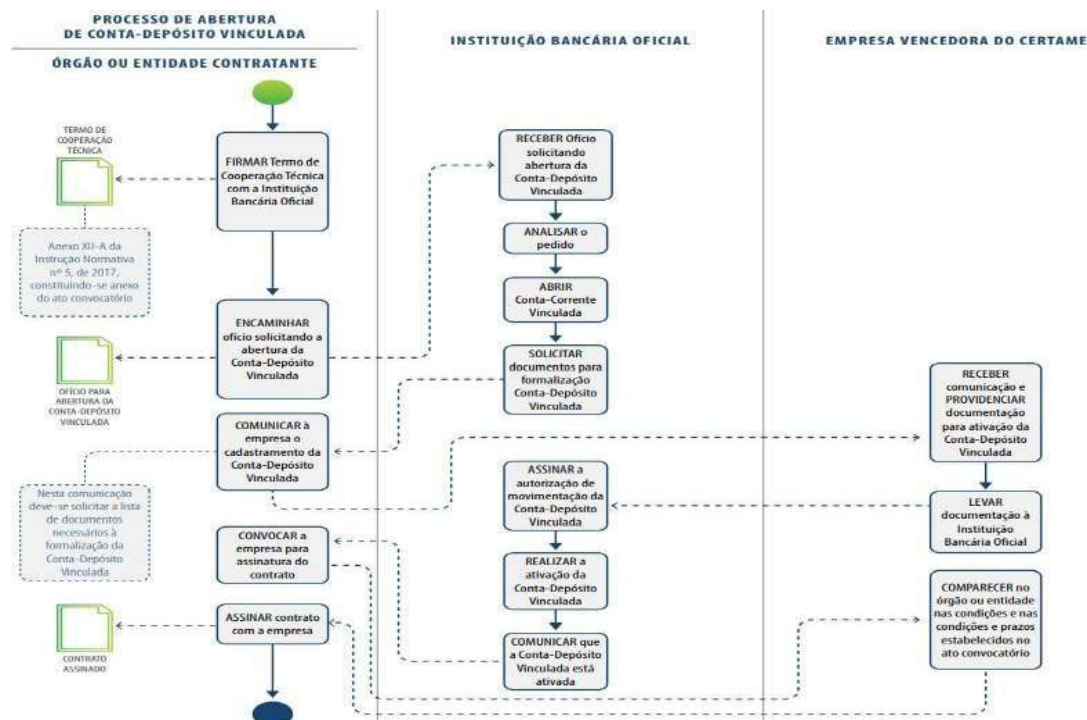 PROCESSO DE ABERTURA
DE CONTA-DEPÓSITO VINCULADA
ÓRGÃO OU ENTIDADE CONTRATANTE
TERMO DE
COOPERAÇÃO
TÉCNICA
FIRMAR Termo de
Cooperação Técnica
com a Instituição
Bancária Oficial
Anexo XII-A da
Instrução Normativa
nº 5, de 2017,
constituindo-se anexo
do ato convocatório
ENCAMINHAR
ofício solicitando a
abertura da
Conta-Depósito
Vinculada
OFÍCIO PARA
ABERTURA DA
CONTA-DEPÓSITO
VINCULADA
COMUNICAR à
empresa o
cadastramento da
Conta-Depósito
Vinculada
Nesta comunicação
deve-se solicitar a lista
de documentos
necessários à
formalização da
Conta-Depósito
Vinculada
CONVOCAR a
empresa para
assinatura do
contrato
ASSINAR contrato
com a empresa
CONTRATO
ASSINADO
INSTITUIÇÃO BANCÁRIA OFICIAL
RECEBER Ofício
solicitando
abertura da
Conta-Depósito
Vinculada
ANALISAR o
pedido
ABRIR
Conta-Corrente
Vinculada
SOLICITAR
documentos para
formalização
Conta-Depósito
Vinculada
ASSINAR a
autorização de
movimentação da
Conta-Depósito
Vinculada
REALIZAR a
ativação da
Conta-Depósito
Vinculada
COMUNICAR que
a Conta-Depósito
Vinculada está
ativada
EMPRESA VENCEDORA DO CERTAME
RECEBER
comunicação e
PROVIDENCIAR
documentação
para ativação da
Conta-Depósito
Vinculada
LEVAR
documentação à
Instituição
Bancária Oficial
COMPARECER no
órgão ou entidade
nas condições e nas
condições e prazos
estabelecidos no
ato convocatório